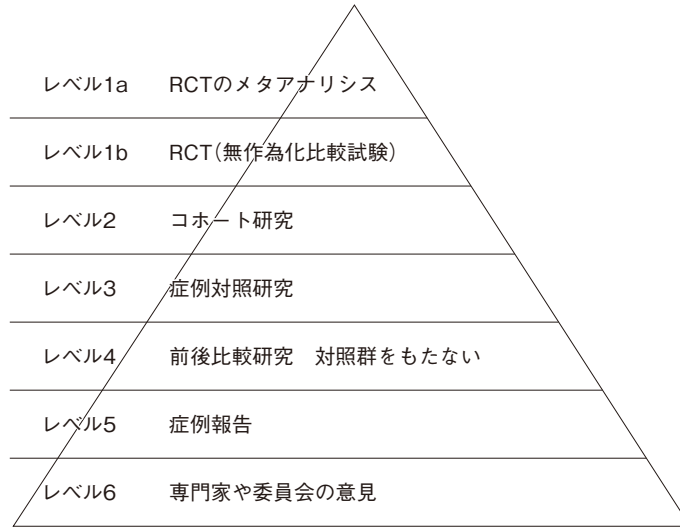 レベル1a　RCTのメタアナリシス
レベル1b　RCT（無作為化比較試験）
レベル2　コホート研究
レベル3　症例対照研究
レベル4　前後比較研究　対照群をもたない
レベル5　症例報告
レベル6　専門家や委員会の意見